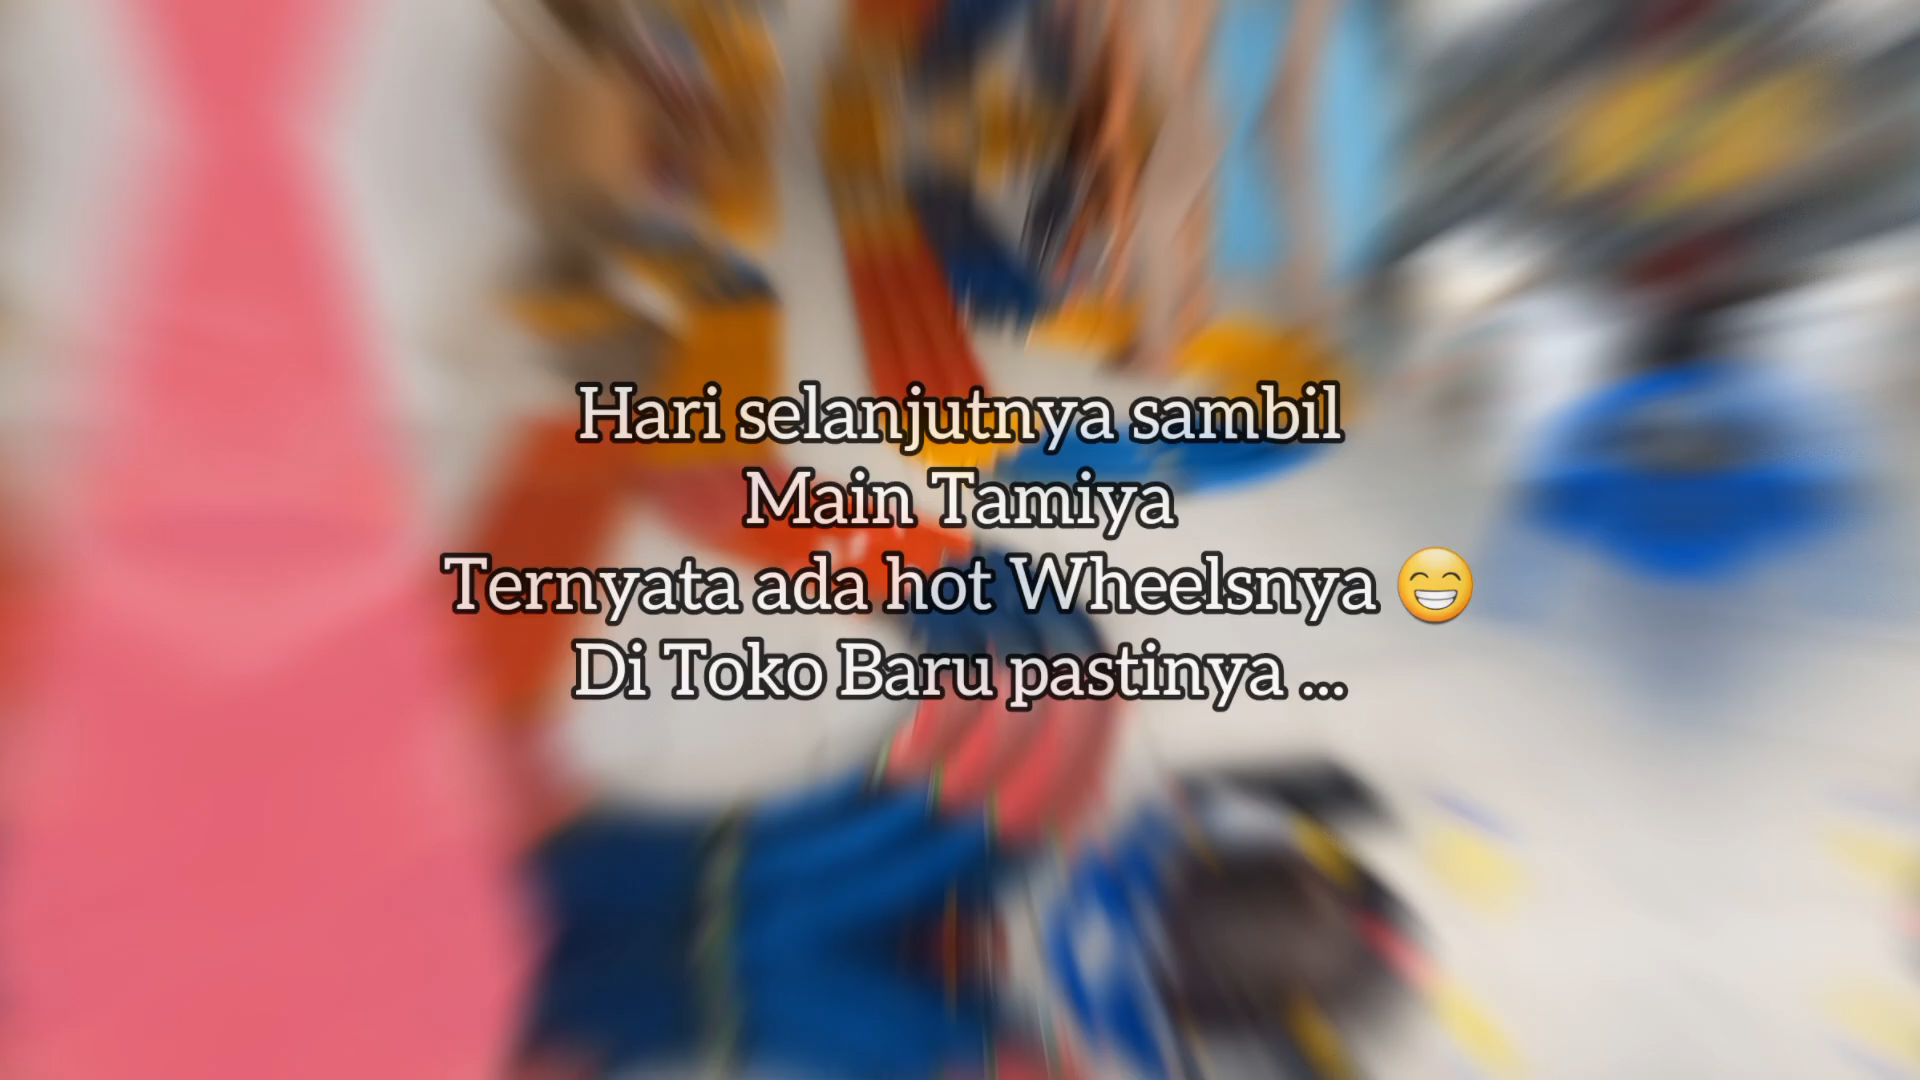 Hari selanjutnya sambil
Main Tamiya
Ternyata ada hot Wheelsnya 😁
Di Toko Baru pastinya ...